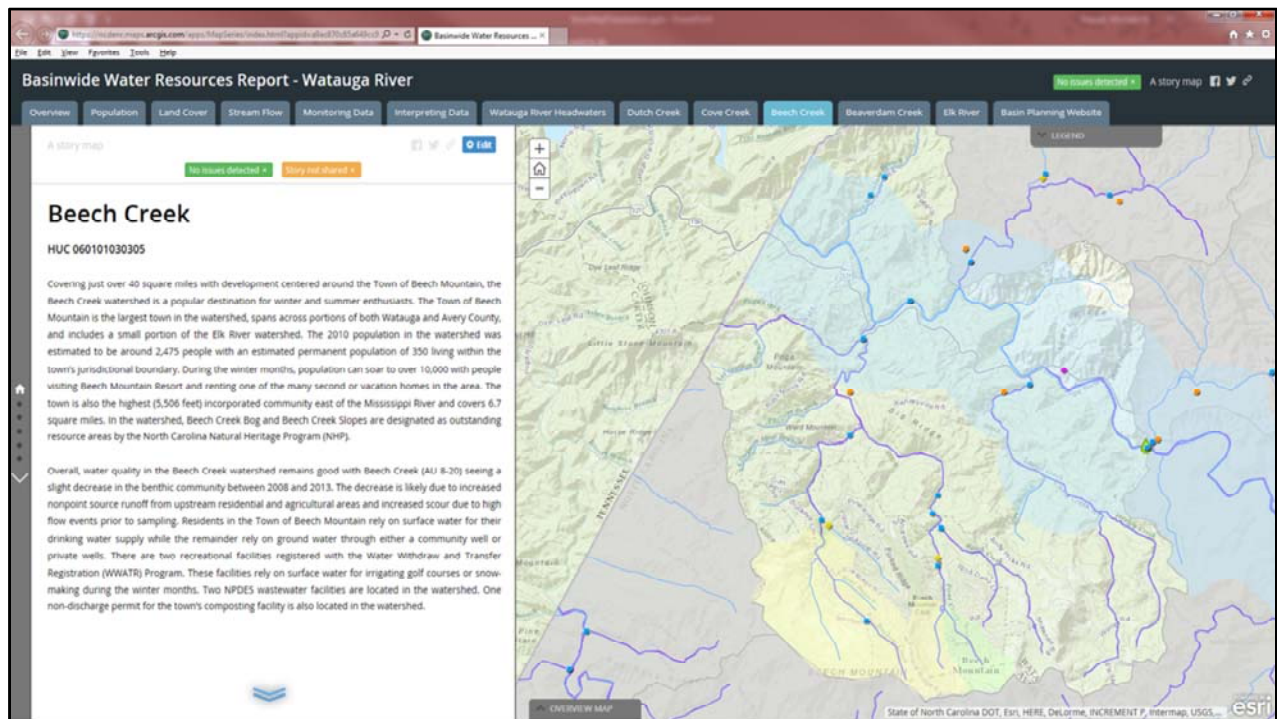 Basinwide Water Resources ...
File Edit View Favorites Tools Help
Basinwide Water Resources Report - Watauga River
No issues detected × A story map
Overview Population Land Cover Stream Flow Monitoring Data Interpreting Data Watauga River Headwaters Dutch Creek Cove Creek Beech Creek Beaverdam Creek Elk River Basin Planning Website
A story map
Edit
LEGEND
No issues detected × Story not shared ×
Beech Creek
HUC 060101030305
Covering just over 40 square miles with development centered around the Town of Beech Mountain, the
Beech Creek watershed is a popular destination for winter and summer enthusiasts. The Town of Beech
Mountain is the largest town in the watershed, spans across portions of both Watauga and Avery County,
and includes a small portion of the Elk River watershed. The 2010 population in the watershed was
estimated to be around 2,475 people with an estimated permanent population of 350 living within the
town's jurisdictional boundary. During the winter months, population can soar to over 10,000 with people
visiting Beech Mountain Resort and renting one of the many second or vacation homes in the area. The
town is also the highest (5,506 feet) incorporated community east of the Mississippi River and covers 6.7
square miles. In the watershed, Beech Creek Bog and Beech Creek Slopes are designated as outstanding
resource areas by the North Carolina Natural Heritage Program (NHP).
Overall, water quality in the Beech Creek watershed remains good with Beech Creek (AU 8-20) seeing a
slight decrease in the benthic community between 2008 and 2013. The decrease is likely due to increased
nonpoint source runoff from upstream residential and agricultural areas and increased scour due to high
flow events prior to sampling. Residents in the Town of Beech Mountain rely on surface water for their
drinking water supply while the remainder rely on ground water through either a community well or
private wells. There are two recreational facilities registered with the Water Withdraw and Transfer
Registration (WWATR) Program. These facilities rely on surface water for irrigating golf courses or snow-
making during the winter months. Two NPDES wastewater facilities are located in the watershed. One
non-discharge permit for the town's composting facility is also located in the watershed.
Little Stone Mountain
TENNESSEE
Ward Mountain
BEECH MOUNTAIN
Beech
Mountain
OVERVIEW MAP
State of North Carolina DOT, Esri, HERE, DeLorme, INCREMENT P, Intermap, USGS...
esri